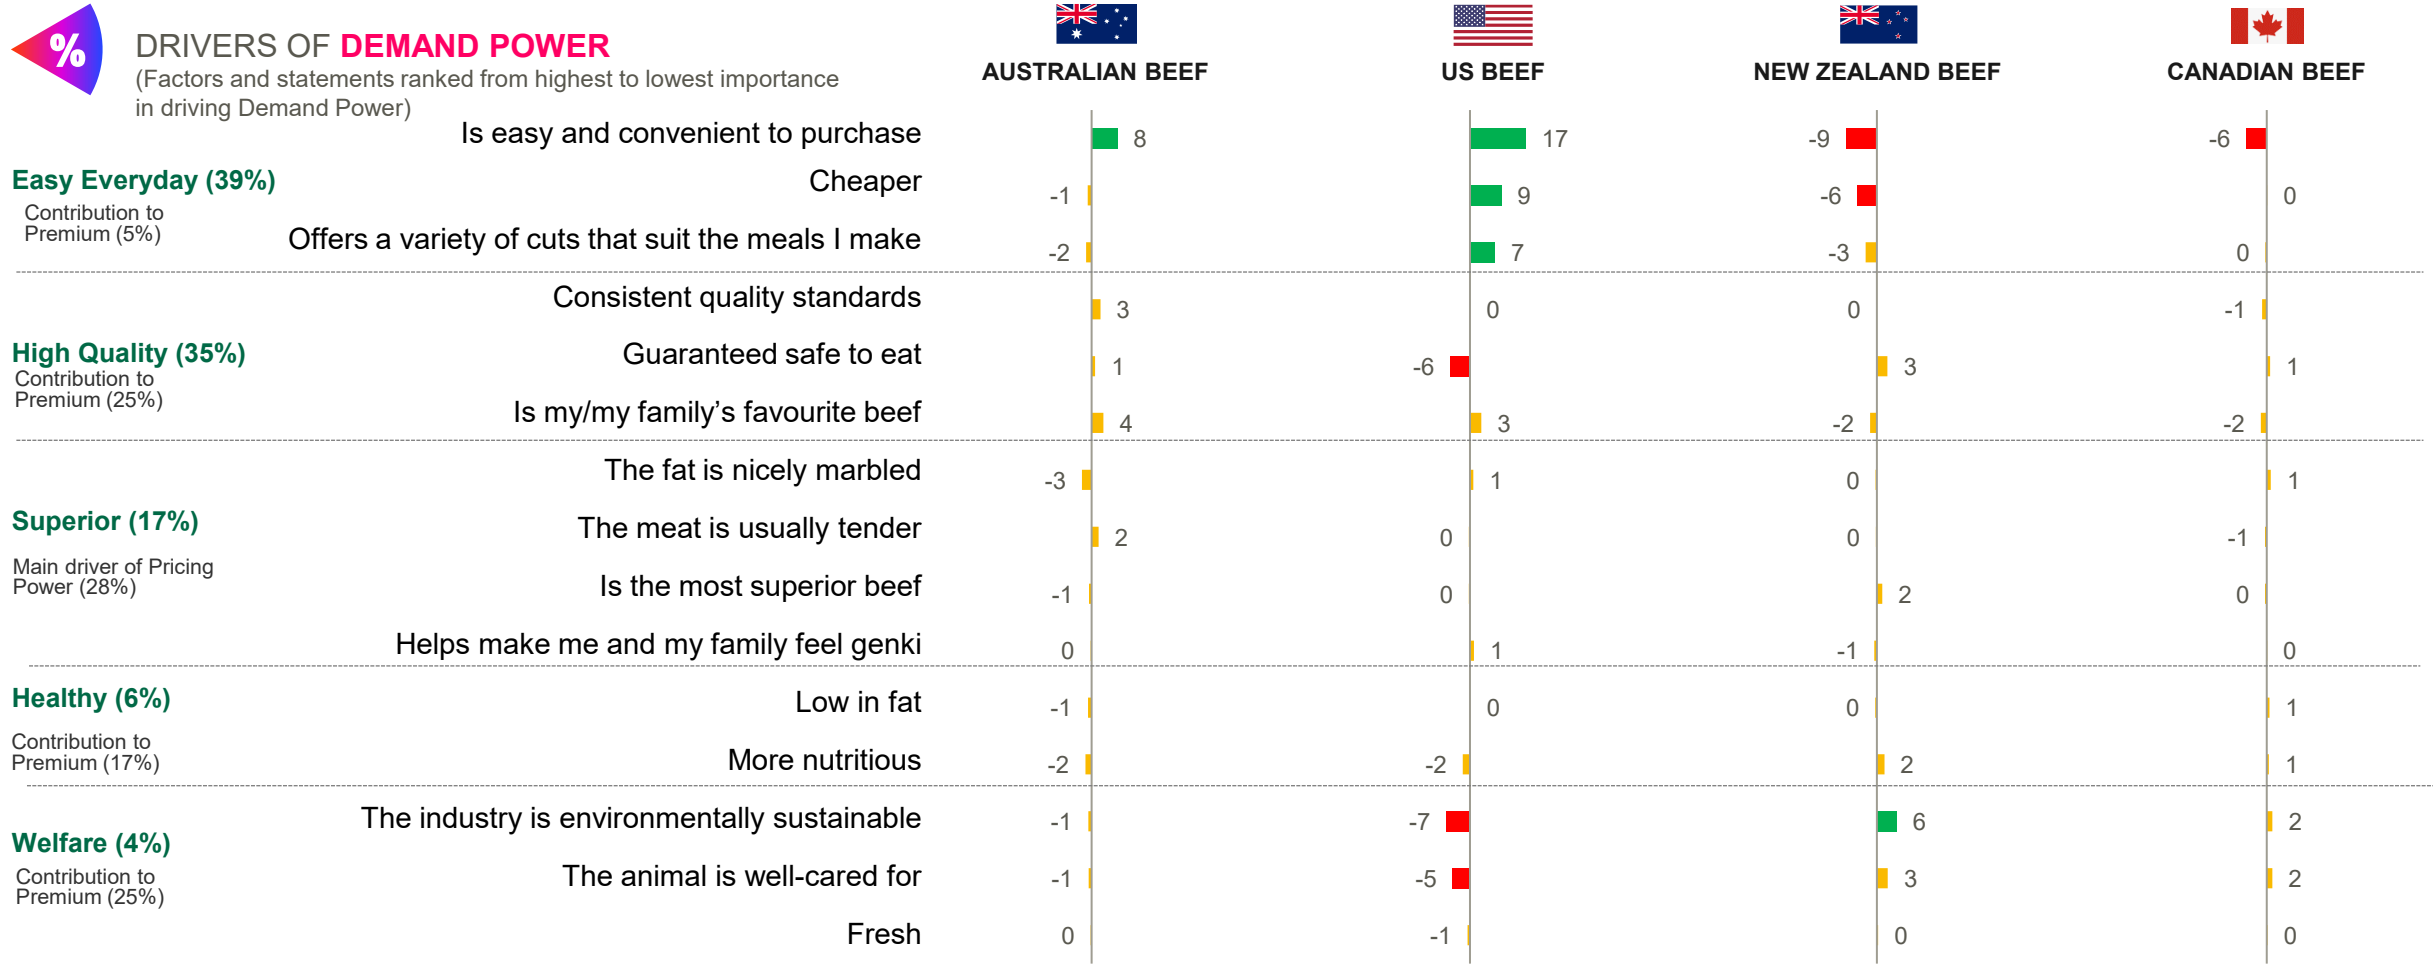 %
DRIVERS OF DEMAND POWER
(Factors and statements ranked from highest to lowest importance
in driving Demand Power)
AUSTRALIAN BEEF
US BEEF
NEW ZEALAND BEEF
CANADIAN BEEF
Is easy and convenient to purchase 8 17 -9 -6
Easy Everyday (39%)
Contribution to
Premium (5%)
Cheaper -1 9 -6 0
Offers a variety of cuts that suit the meals I make -2 7 -3 0
Consistent quality standards 3 0 0 -1
High Quality (35%)
Contribution to
Premium (25%)
Guaranteed safe to eat 1 -6 3 1
Is my/my family’s favourite beef 4 3 -2 -2
The fat is nicely marbled -3 1 0 1
Superior (17%)
Main driver of Pricing
Power (28%)
The meat is usually tender 2 0 0 -1
Is the most superior beef -1 0 2 0
Helps make me and my family feel genki 0 1 -1 0
Healthy (6%)
Contribution to
Premium (17%)
Low in fat -1 0 0 1
More nutritious -2 -2 2 1
The industry is environmentally sustainable -1 -7 6 2
Welfare (4%)
Contribution to
Premium (25%)
The animal is well-cared for -1 -5 3 2
Fresh 0 -1 0 0